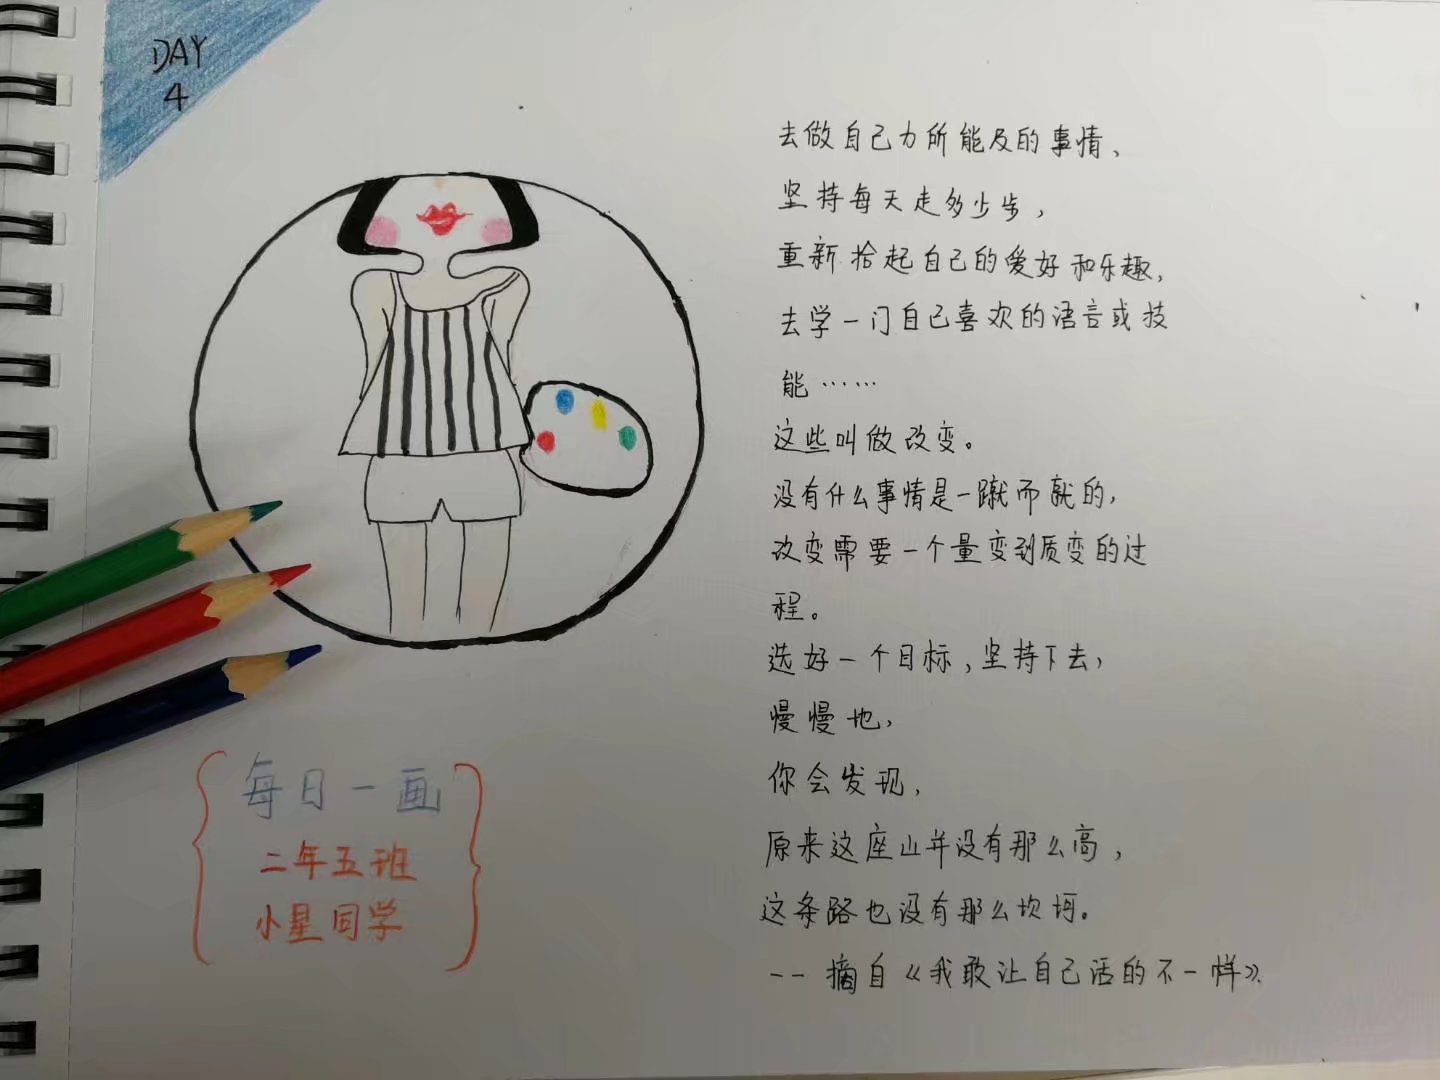 DAY
4
去做自己力所能及的事情、
坚持每天走多少步，
重新拾起自己的爱好和乐趣，
去学一门自己喜欢的语言或技
能……
这些叫做改变。
没有什么事情是一蹴而就的，
改变需要一个量变到质变的过
程。
选好一个目标，坚持下去，
慢慢地，
你会发现，
原来这座山并没有那么高，
这条路也没有那么坎坷。
--摘自《我敢让自己活的不一样》
每日一画
二年五班
小星同学